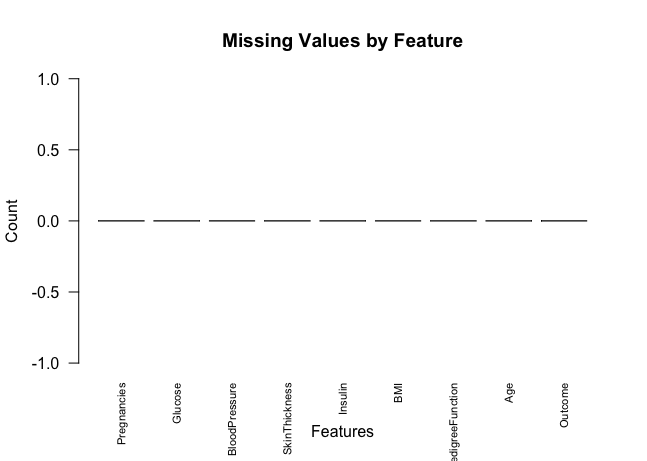 Missing Values by Feature
1.0
0.5
0.0
-0.5
-1.0
Count
Pregnancies
Glucose
BloodPressure
SkinThickness
Insulin
BMI
edigreeFunction
Age
Outcome
Features